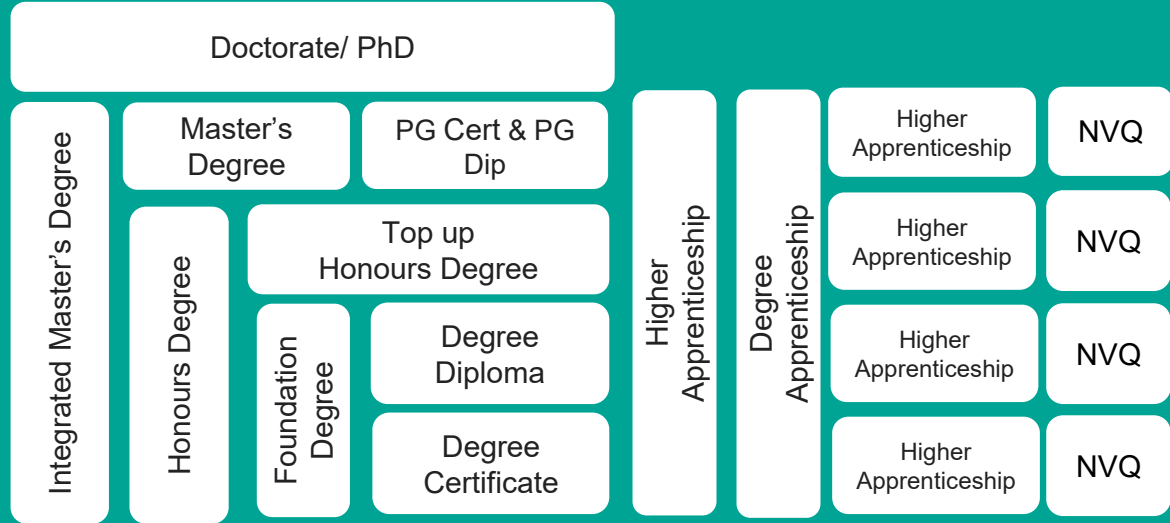 Doctorate/ PhD
Integrated Master's Degree
Master's
Degree
PG Cert & PG
Dip
Honours Degree
Top up
Honours Degree
Foundation
Degree
Degree
Diploma
Degree
Certificate
Higher
Apprenticeship
Degree
Apprenticeship
Higher
Apprenticeship
NVQ
Higher
Apprenticeship
NVQ
Higher
Apprenticeship
NVQ
Higher
Apprenticeship
NVQ